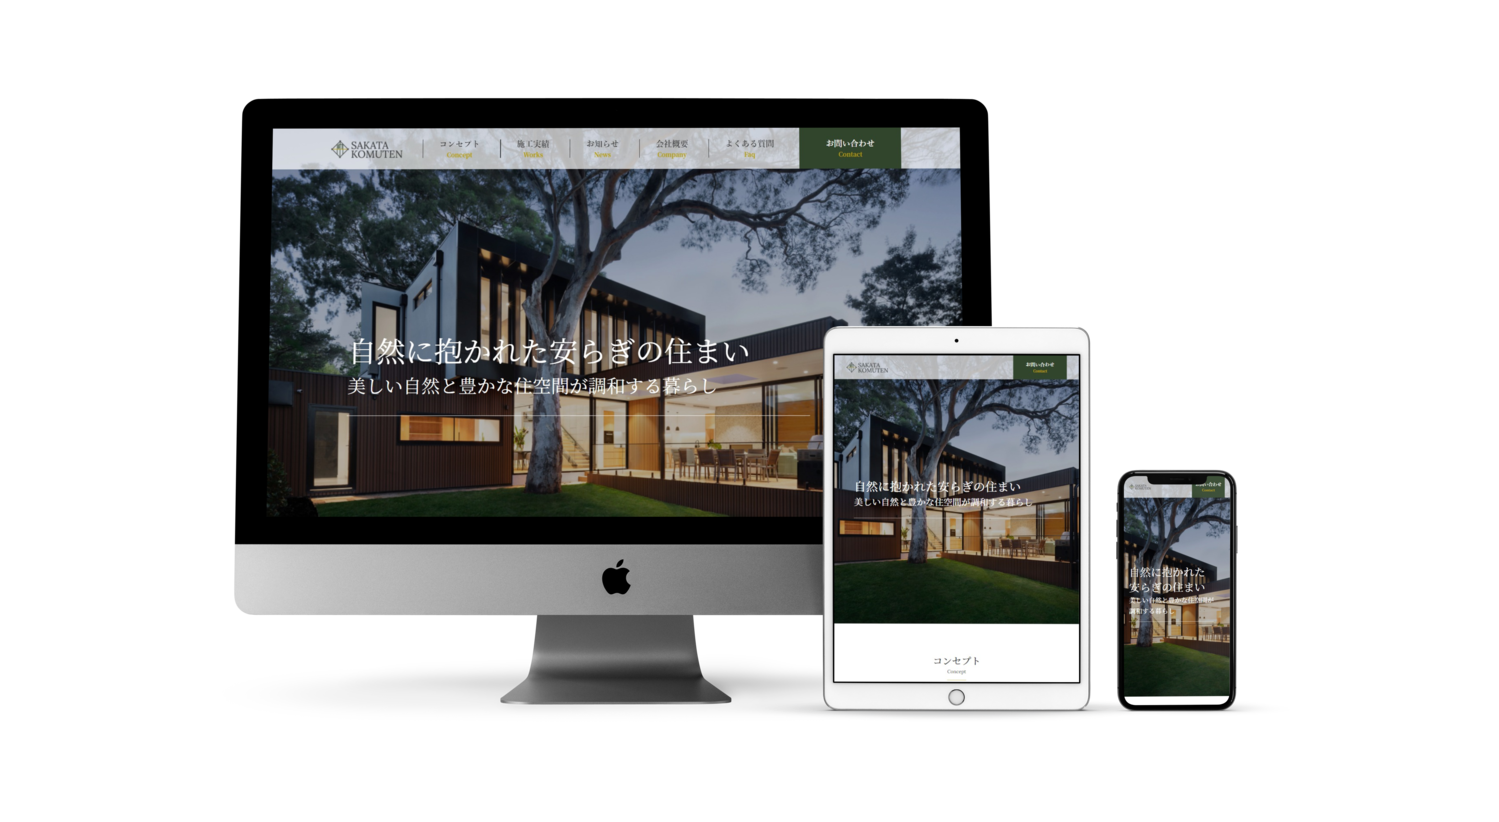 SAKATA
KOMUTEN
コンセプト
Concept
施工実績
Works
お知らせ
News
会社概要
Company
よくある質問
Faq
お問い合わせ
Contact
自然に抱かれた安らぎの住まい
美しい自然と豊かな住空間が調和する暮らし
SAKATA
KOMUTEN
お問い合わせ
Contact
自然に抱かれた安らぎの住まい
美しい自然と豊かな住空間が調和する暮らし
コンセプト
Concept
お問い合わせ
Contact
自然に抱かれた
安らぎの住まい
美しい自然と豊かな住空間が
調和する暮らし